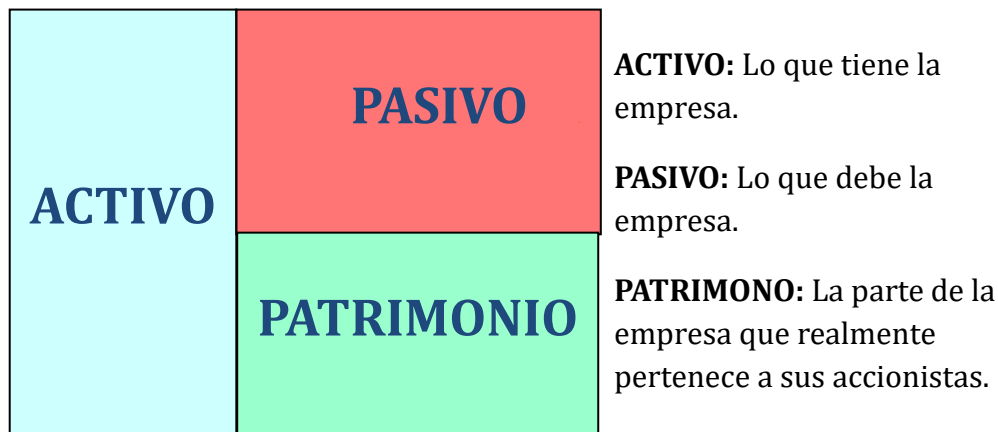 ACTIVO
PASIVO
PATRIMONIO
ACTIVO: Lo que tiene la
empresa.
PASIVO: Lo que debe la
empresa.
PATRIMONO: La parte de la
empresa que realmente
pertenece a sus accionistas.